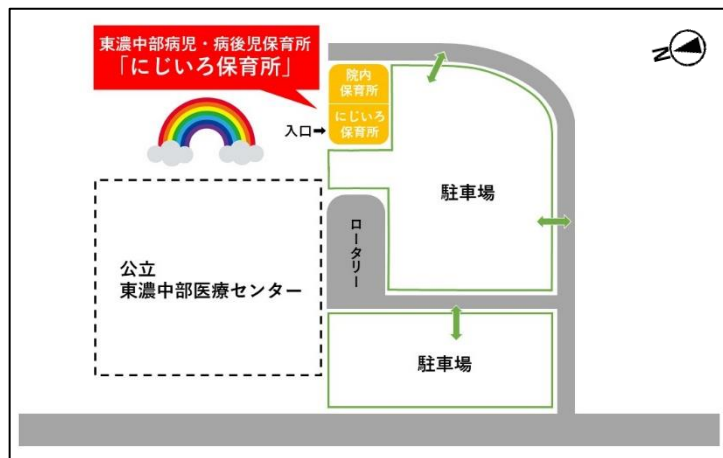 東濃中部病児・病後児保育所
「にじいろ保育所」
院内
保育所
にじいろ
保育所
入口→
駐車場
ロータリー
公立
東濃中部医療センター
駐車場
N